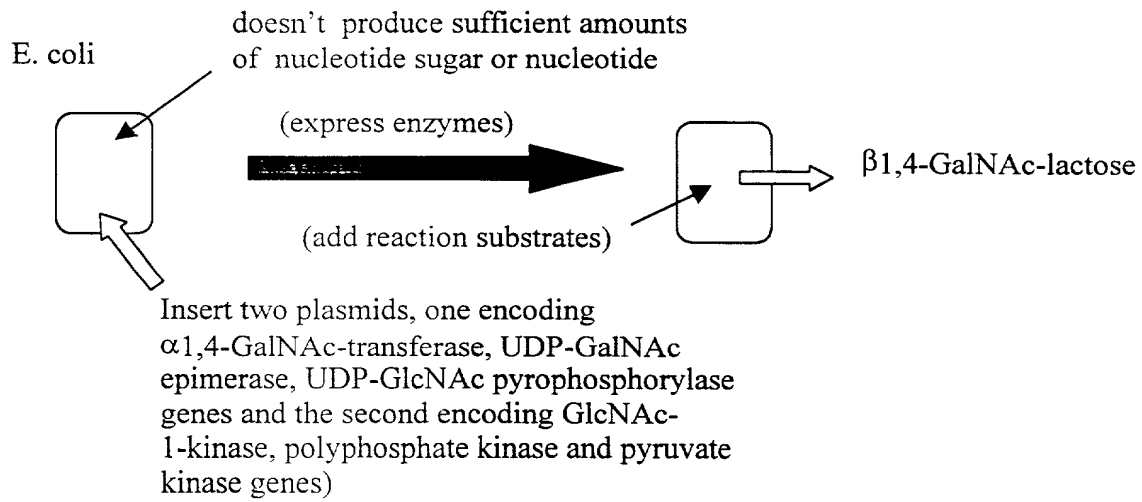 doesn't produce sufficient amounts
of nucleotide sugar or nucleotide
E. coli
(express enzymes)
β1,4-GalNAc-lactose
(add reaction substrates)
Insert two plasmids, one encoding
α1,4-GalNAc-transferase, UDP-GalNAc
epimerase, UDP-GlcNAc pyrophosphorylase
genes and the second encoding GlcNAc-
1-kinase, polyphosphate kinase and pyruvate
kinase genes)